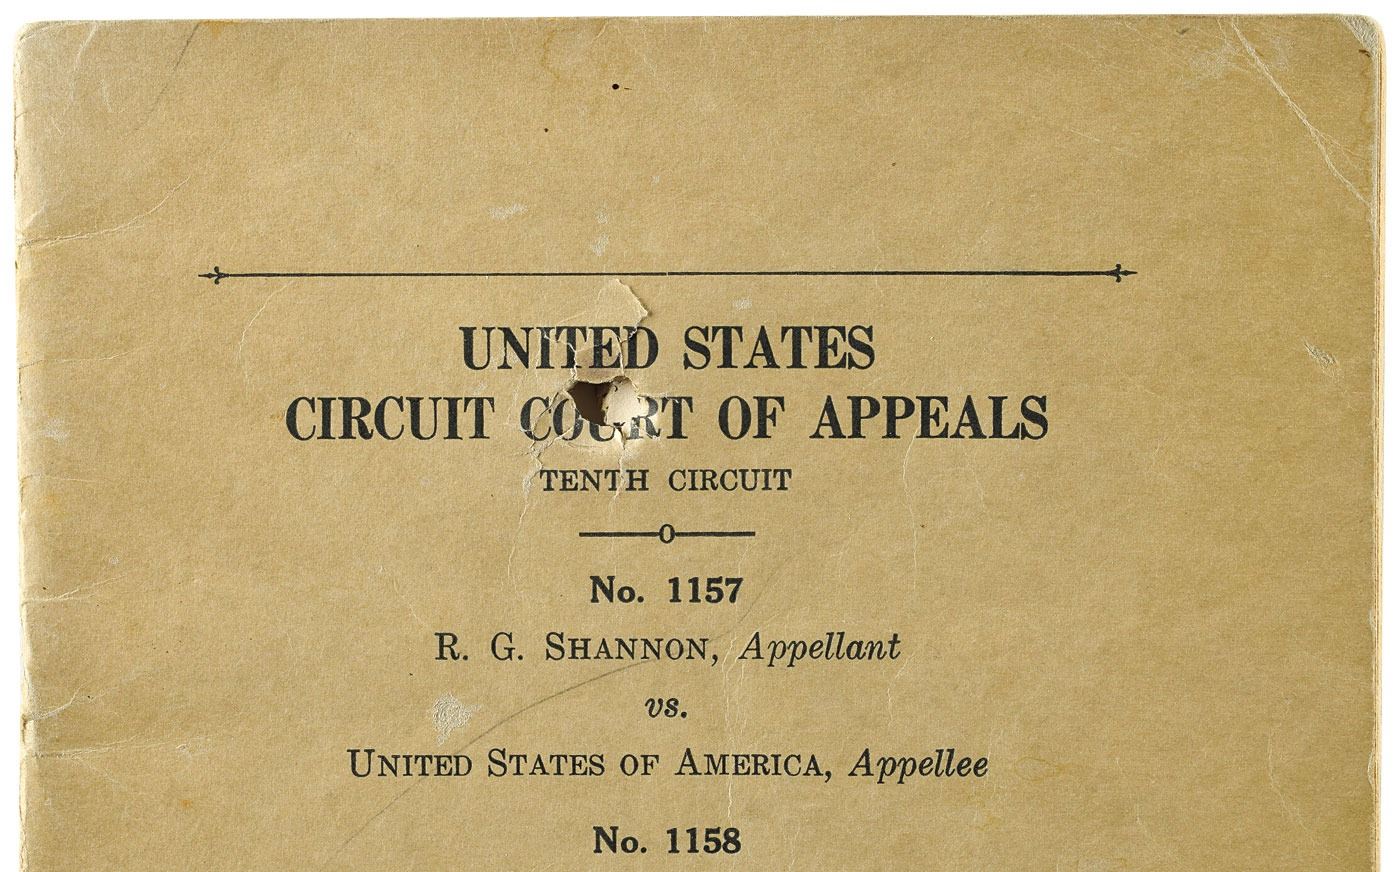 UNITED STATES
CIRCUIT COURT OF APPEALS
TENTH CIRCUIT
No. 1157
R. G. SHANNON, Appellant
vs.
UNITED STATES OF AMERICA, Appellee
No. 1158